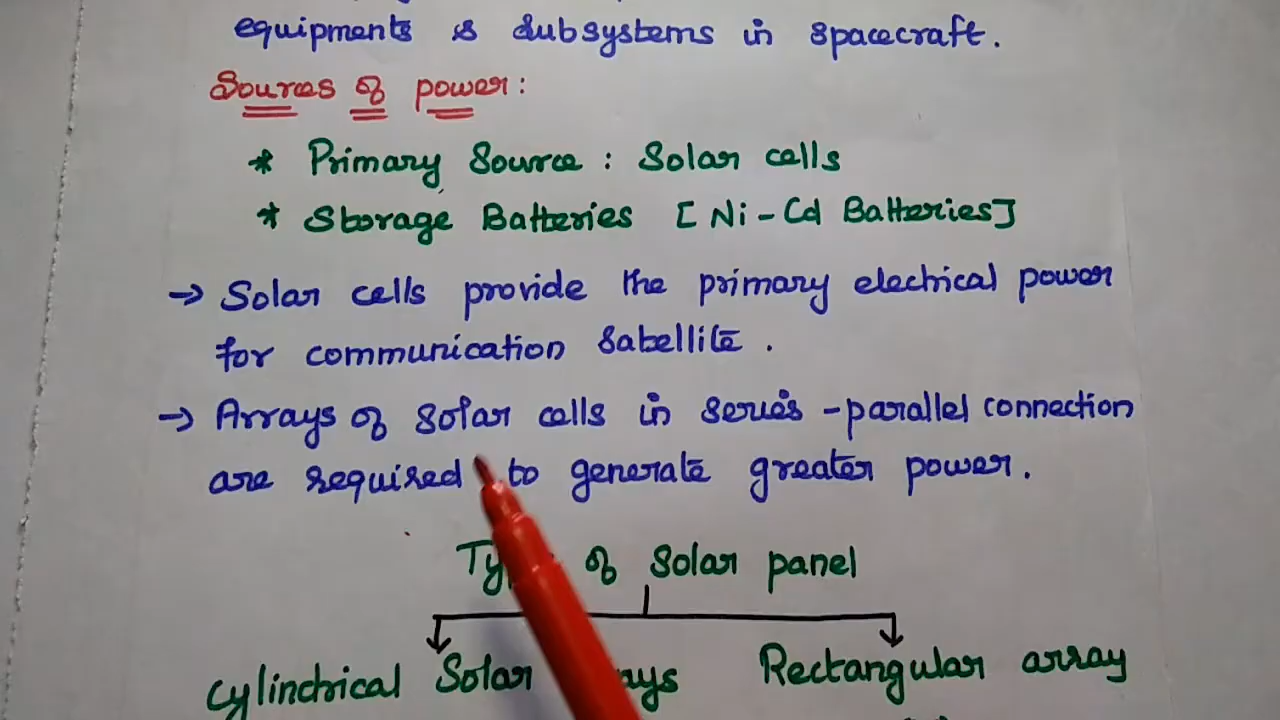 equipments & subsystems in spacecraft.
Sources of power:
* Primary Source : Solar cells
* Storage Batteries [Ni-Cd Batteries]
→ Solar cells provide the primary electrical power
for communication satellite.
→ Arrays of solar cells in series-parallel connection
are required to generate greater power.
of Solar panel
Cylindrical Solar
Rectangular array